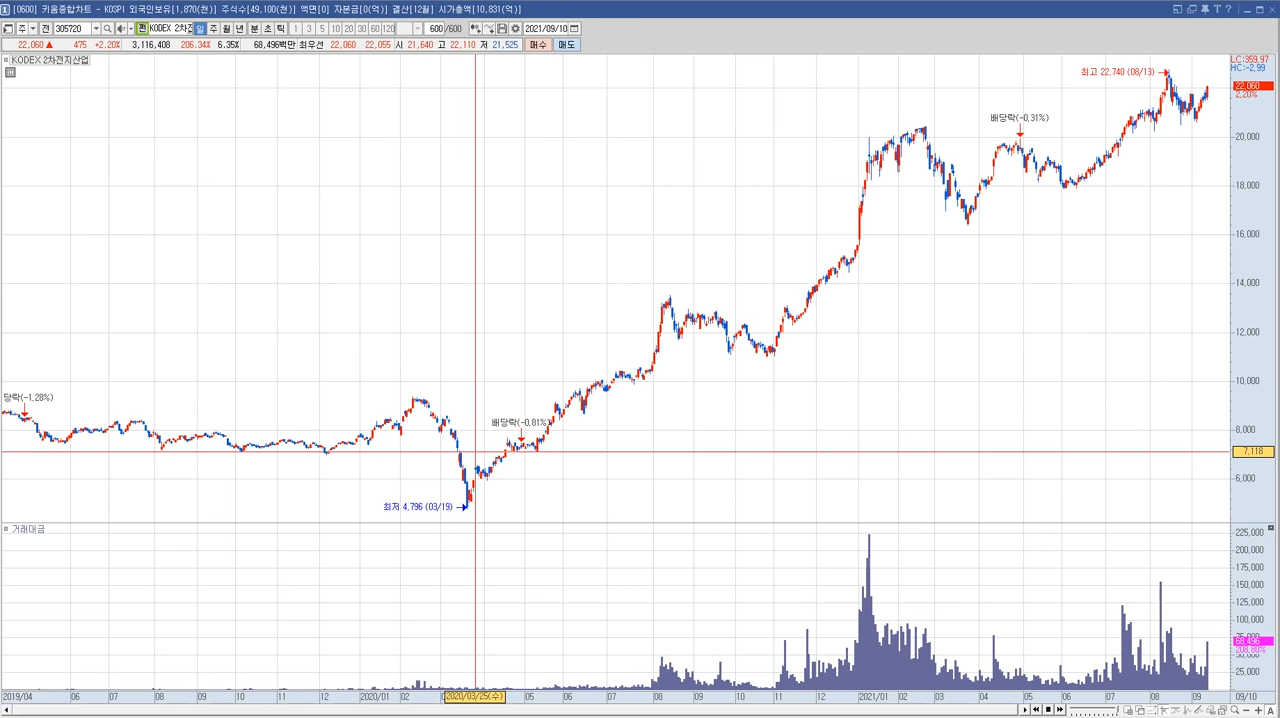 [0600] 키움종합차트 - KOSPI 외국인보유[1,870(천)] 주식수[49,100(천)] 액면[0] 자본금[0(억)] 결산[12월] 시가총액[10,831(억)]
주 전 305720 KODEX 2차전지산업 일 주 월 년 분 초 틱 1 3 5 10 20 30 60 120 600 /600 2021/09/10
22,060 ▲ 475 +2.20% 3,116,408 206.34% 6.35% 68,496백만 최우선 22,060 22,055 시 21,640 고 22,110 저 21,525 매수 매도
KODEX 2차전지산업
LC:359.97
HC:-2.99
최고 22,740 (08/13)
22,060
2.20%
배당락(-0.31%)
20,000
18,000
16,000
14,000
12,000
10,000
당락(-1.28%)
배당락(-0.81%)
8,000
7,118
6,000
최저 4,796 (03/19)
거래대금
225,000
200,000
175,000
150,000
125,000
100,000
75,000
68,496
208.80%
50,000
25,000
2019/04 06 07 08 09 10 11 12 2020/01 02 2020/03/25(수) 05 06 07 08 09 10 11 12 2021/01 02 03 04 05 06 07 08 09 09/10
A